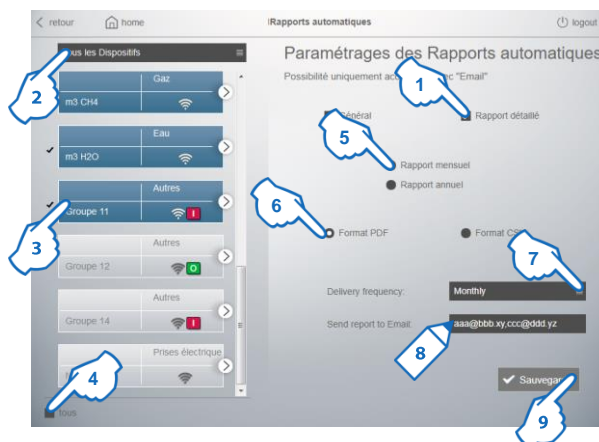 retour
home
Rapports automatiques
logout
Tous les Dispositifs
Gaz
m3 CH4
Eau
m3 H2O
Autres
Groupe 11
I
Autres
Groupe 12
O
Autres
Groupe 14
I
Prises électrique
tous
Paramétrages des Rapports automatiques
Possibilité uniquement "Email"
Général
Rapport détaillé
Rapport mensuel
Rapport annuel
Format PDF
Format CS
Delivery frequency:
Monthly
Send report to Email:
aaa@bbb.xy,ccc@ddd.yz
Sauvega
1
2
3
4
5
6
7
8
9